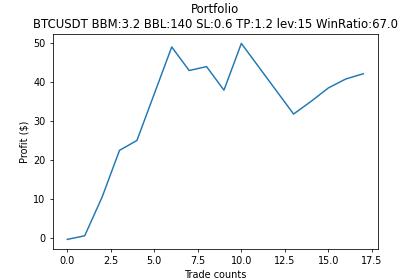 Portfolio
BTCUSDT BBM:3.2 BBL:140 SL:0.6 TP:1.2 lev:15 WinRatio:67.0
50
40
30
20
10
0
Profit ($)
0.0 2.5 5.0 7.5 10.0 12.5 15.0 17.5
Trade counts